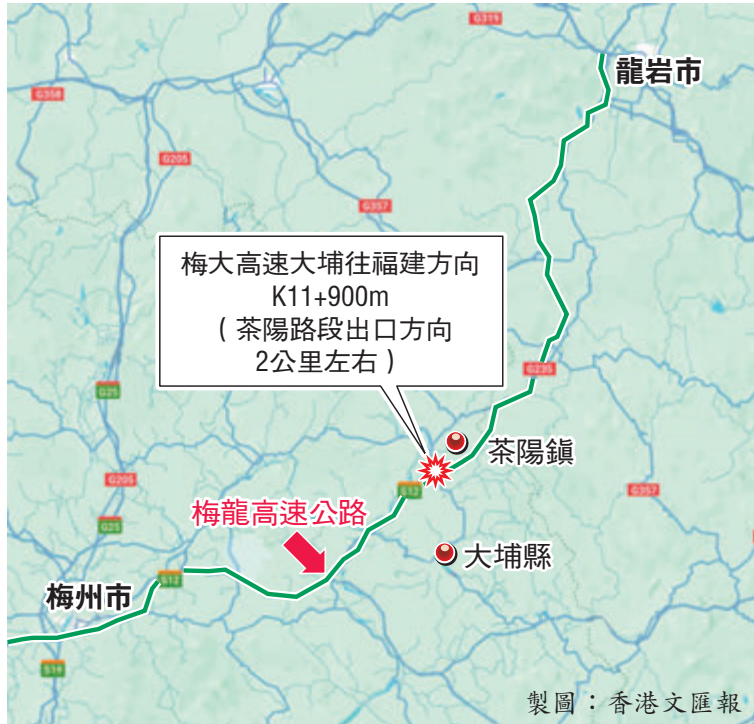 G319
龍岩市
G358
G205
G357
梅大高速大埔往福建方向
K11+900m
（茶陽路段出口方向
2公里左右）
G235
G25
茶陽鎮
G205
S12
G357
梅龍高速公路
G25
大埔縣
S12
梅州市
S19
製圖：香港文匯報